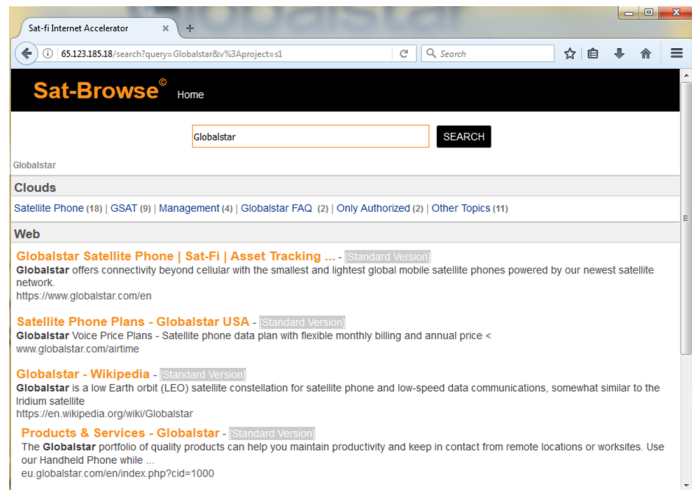 Globalstar
Sat-fi Internet Accelerator × +
65.123.185.18/search?query=Globalstar&v%3Aproject=s1
Search
Sat-Browse© Home
Globalstar SEARCH
Globalstar
Clouds
Satellite Phone (18) | GSAT (9) | Management (4) | Globalstar FAQ (2) | Only Authorized (2) | Other Topics (11)
Web
Globalstar Satellite Phone | Sat-Fi | Asset Tracking ... - [Standard Version]
Globalstar offers connectivity beyond cellular with the smallest and lightest global mobile satellite phones powered by our newest satellite
network.
https://www.globalstar.com/en
Satellite Phone Plans - Globalstar USA - [Standard Version]
Globalstar Voice Price Plans - Satellite phone data plan with flexible monthly billing and annual price <
www.globalstar.com/airtime
Globalstar - Wikipedia - [Standard Version]
Globalstar is a low Earth orbit (LEO) satellite constellation for satellite phone and low-speed data communications, somewhat similar to the
Iridium satellite
https://en.wikipedia.org/wiki/Globalstar
Products & Services - Globalstar - [Standard Version]
The Globalstar portfolio of quality products can help you maintain productivity and keep in contact from remote locations or worksites. Use
our Handheld Phone while ...
eu.globalstar.com/en/index.php?cid=1000